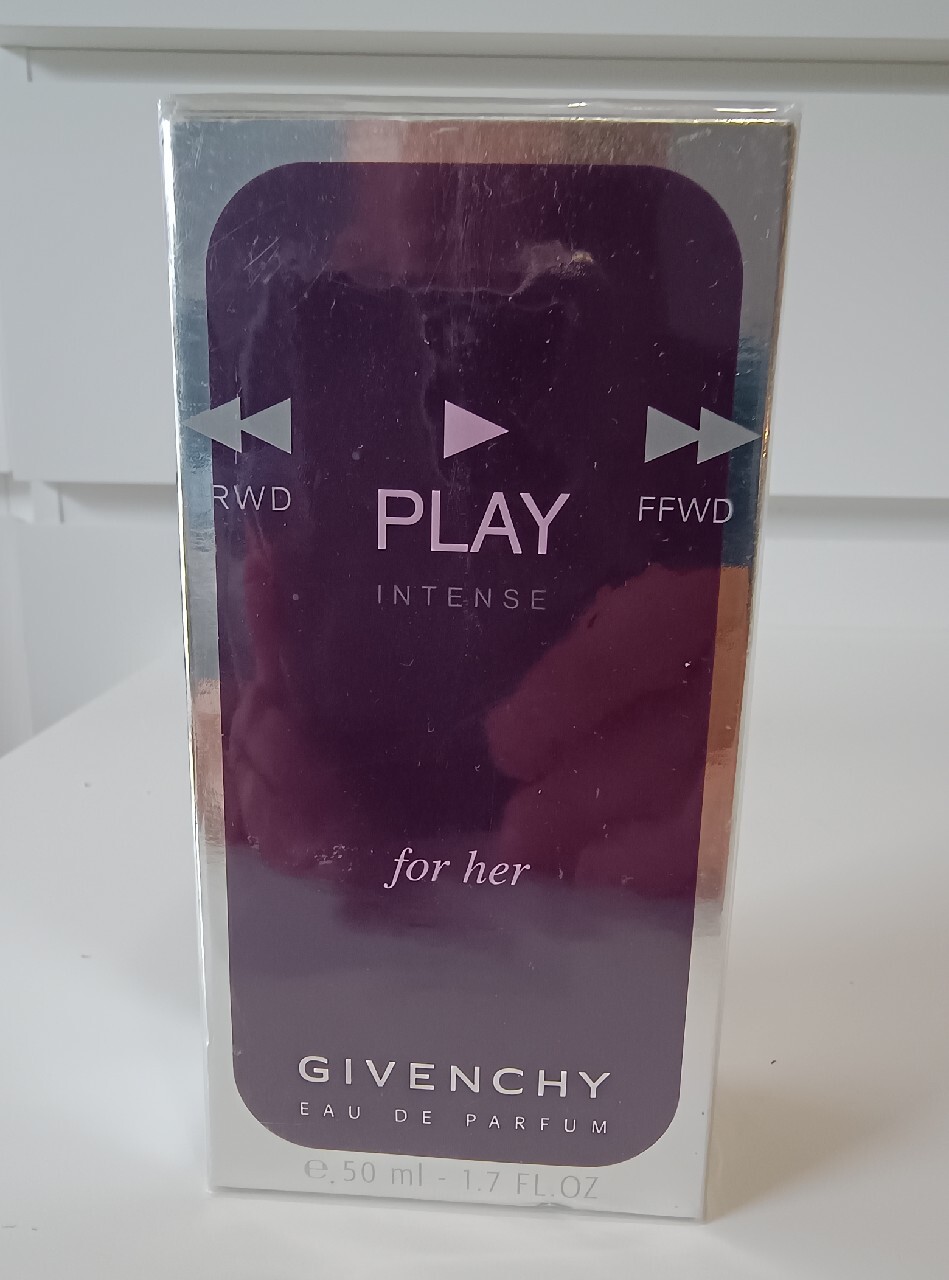 RWD
PLAY
FFWD
INTENSE
for her
GIVENCHY
EAU DE PARFUM
e.50 ml - 1.7 FL.OZ